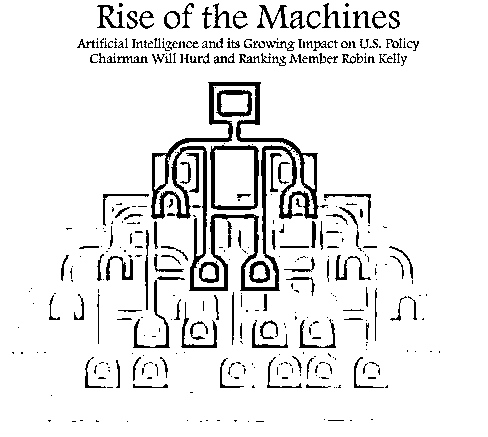 Rise of the Machines
Artificial Intelligence and its Growing Impact on U.S. Policy
Chairman Will Hurd and Ranking Member Robin Kelly